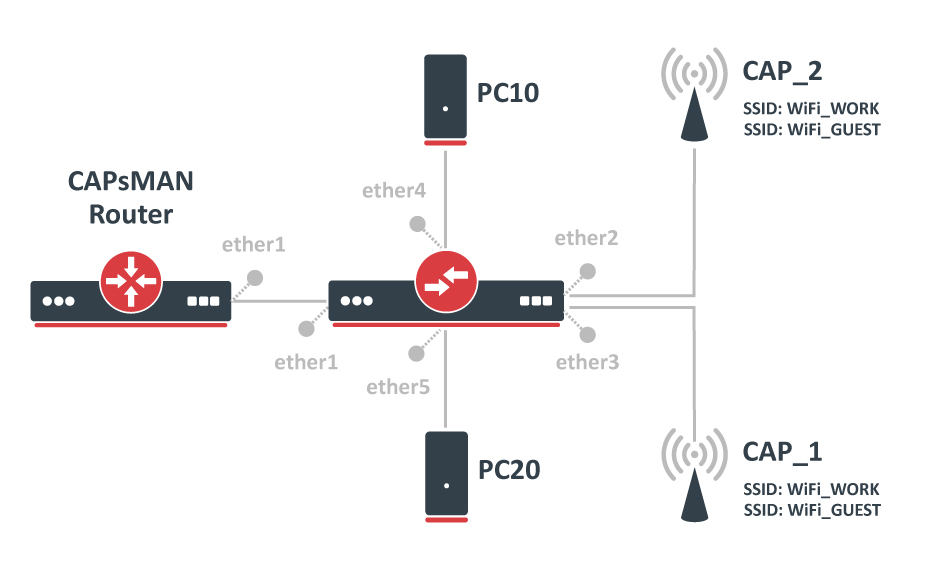 PC10
CAP_2
SSID: WiFi_WORK
SSID: WiFi_GUEST
CAPsMAN
Router
ether4
ether1
ether2
ether1
ether5
ether3
PC20
CAP_1
SSID: WiFi_WORK
SSID: WiFi_GUEST